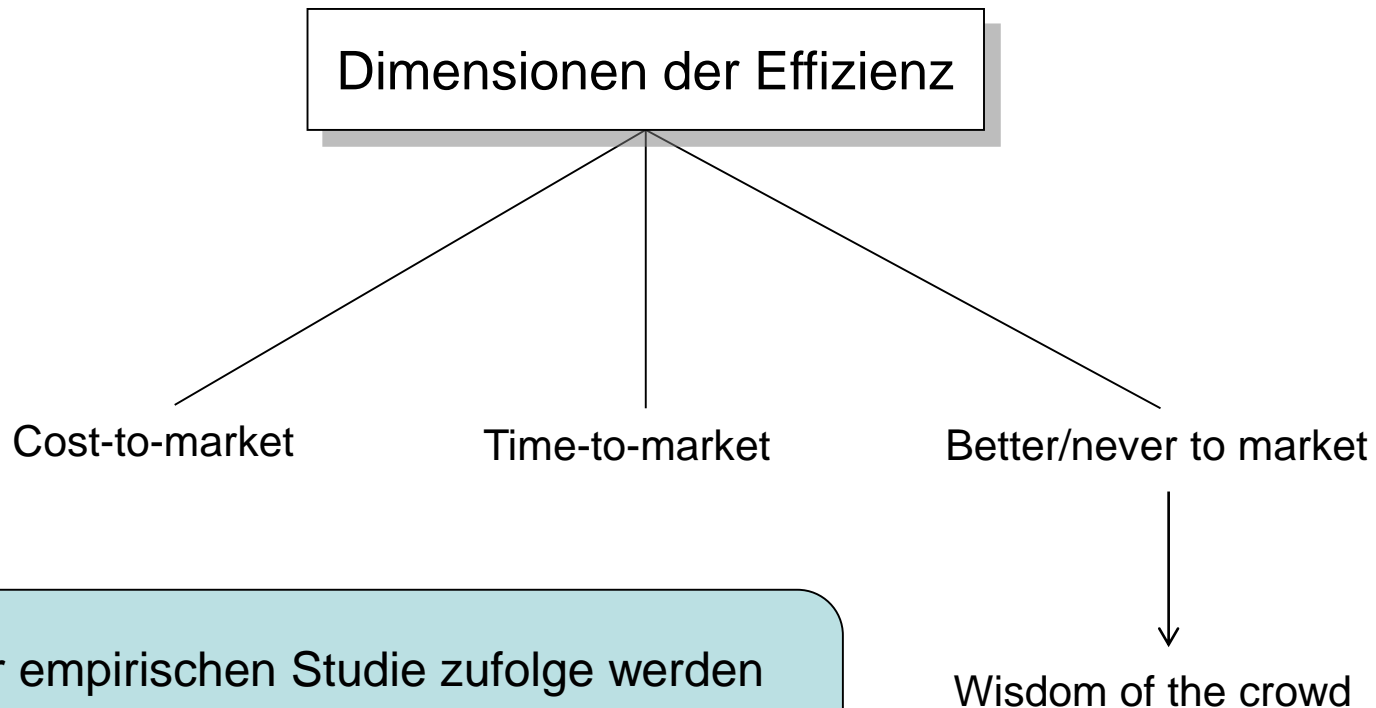 Dimensionen der Effizienz
Cost-to-market
Time-to-market
Better/never to market
empirischen Studie zufolge werden
Wisdom of the crowd